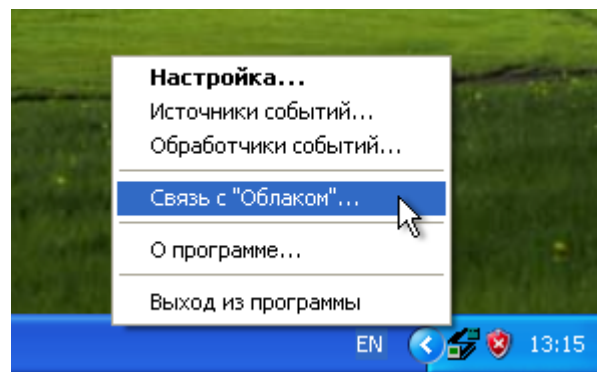 Настройка...
Источники событий...
Обработчики событий...
Связь с "Облаком"...
О программе...
Выход из программы
EN 13:15